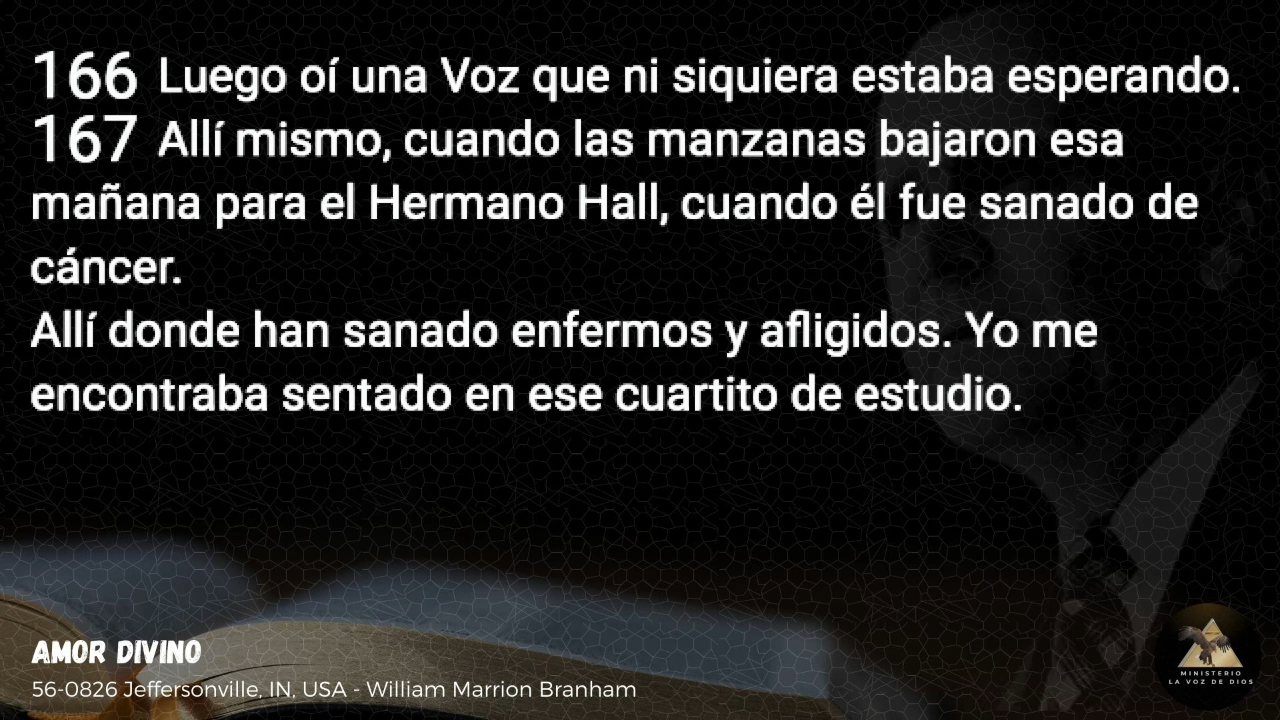 166 Luego oí una Voz que ni siquiera estaba esperando.
167 Allí mismo, cuando las manzanas bajaron esa
mañana para el Hermano Hall, cuando él fue sanado de
cáncer.
Allí donde han sanado enfermos y afligidos. Yo me
encontraba sentado en ese cuartito de estudio.
AMOR DIVINO
56-0826 Jeffersonville, IN, USA - William Marrion Branham
MINISTERIO
LA VOZ DE DIOS